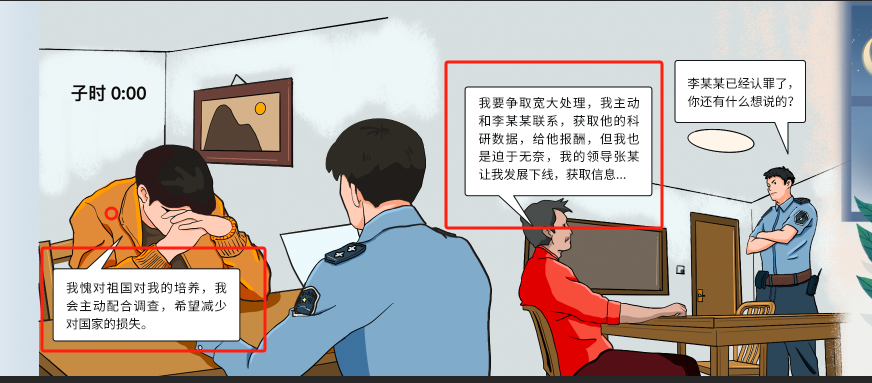 子时 0:00
我愧对祖国对我的培养，我
会主动配合调查，希望减少
对国家的损失。
我要争取宽大处理，我主动
和李某某联系，获取他的科
研数据，给他报酬，但我也
是迫于无奈，我的领导张某
让我发展下线，获取信息...
李某某已经认罪了，
你还有什么想说的?